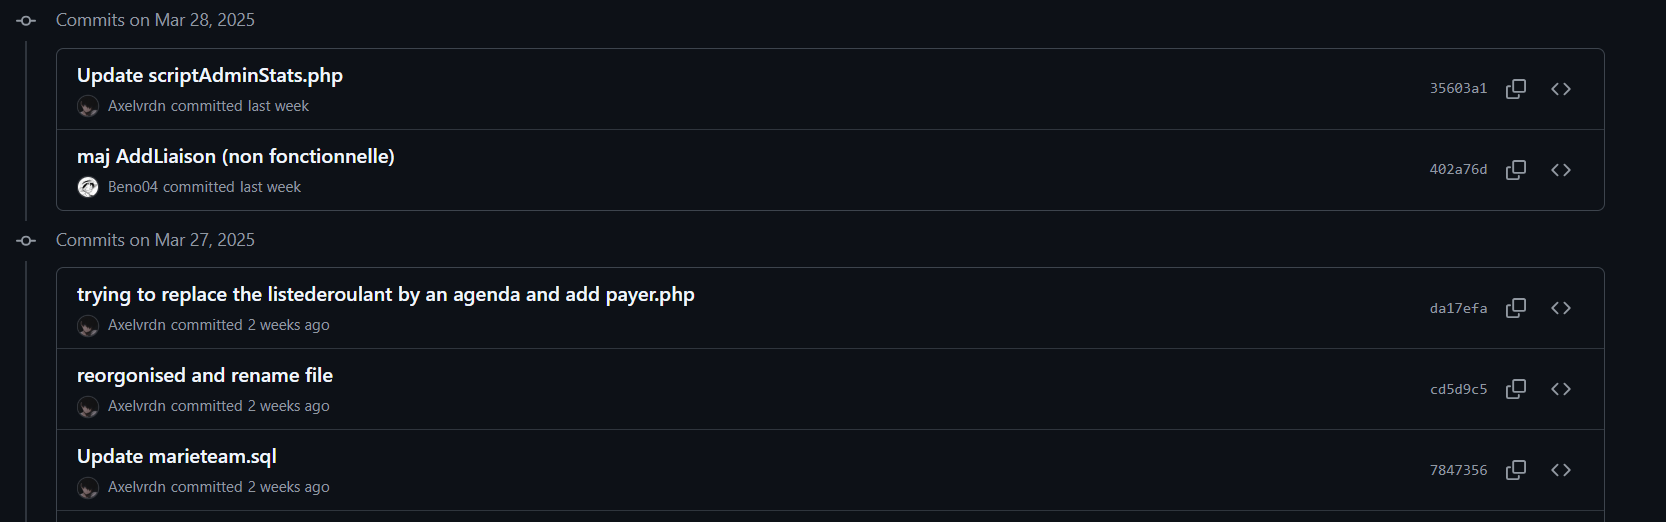 Commits on Mar 28, 2025
Update scriptAdminStats.php
35603a1
Axelvrdn committed last week
maj AddLiaison (non fonctionnelle)
402a76d
Beno04 committed last week
Commits on Mar 27, 2025
trying to replace the listederoulant by an agenda and add payer.php
da17efa
Axelvrdn committed 2 weeks ago
reorgonised and rename file
cd5d9c5
Axelvrdn committed 2 weeks ago
Update marieteam.sql
7847356
Axelvrdn committed 2 weeks ago